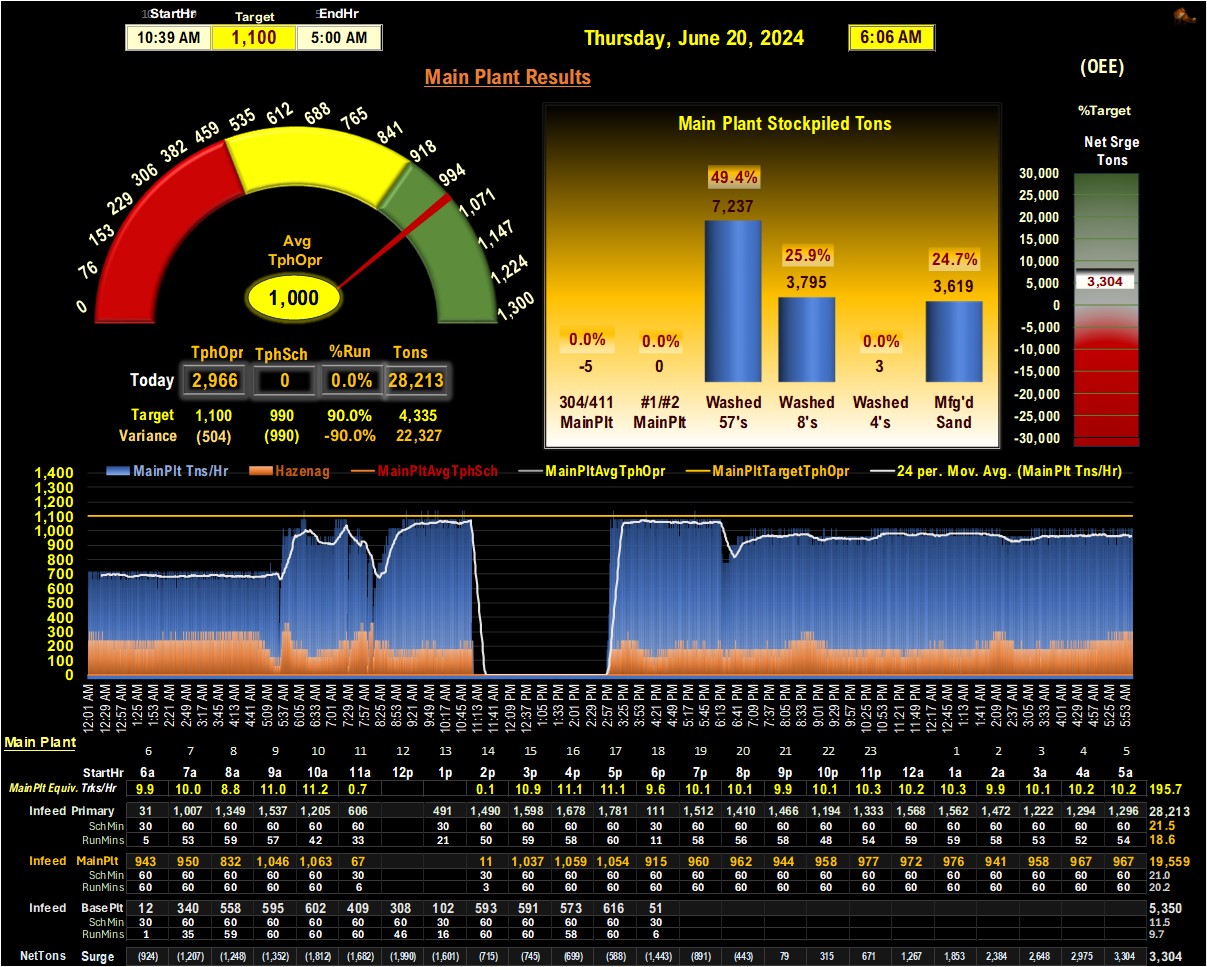 StartHr Target EndHr
10:39 AM 1,100 5:00 AM
Thursday, June 20, 2024 6:06 AM
(OEE)
Main Plant Results
%Target
Net Srge
Tons
0 76 153 229 306 382 459 535 612 688 765 841 918 994 1,071 1,147 1,224 1,300
Avg
TphOpr
1,000
TphOpr TphSch %Run Tons
Today 2,966 0 0.0% 28,213
Target 1,100 990 90.0% 4,335
Variance (504) (990) -90.0% 22,327
Main Plant Stockpiled Tons
0.0% 0.0% 49.4% 25.9% 0.0% 24.7%
-5 0 7,237 3,795 3 3,619
304/411 #1/#2 Washed Washed Washed Mfg'd
MainPlt MainPlt 57's 8's 4's Sand
30,000
25,000
20,000
15,000
10,000
5,000
3,304
0
-5,000
-10,000
-15,000
-20,000
-25,000
-30,000
MainPlt Tns/Hr Hazenag MainPltAvgTphSch MainPltAvgTphOpr MainPltTargetTphOpr 24 per. Mov. Avg. (MainPlt Tns/Hr)
1,400
1,300
1,200
1,100
1,000
900
800
700
600
500
400
300
200
100
0
12:01 AM 12:29 AM 12:57 AM 1:25 AM 1:53 AM 2:21 AM 2:49 AM 3:17 AM 3:45 AM 4:13 AM 4:41 AM 5:09 AM 5:37 AM 6:05 AM 6:33 AM 7:01 AM 7:29 AM 7:57 AM 8:25 AM 8:53 AM 9:21 AM 9:49 AM 10:17 AM 10:45 AM 11:13 AM 11:41 AM 12:09 PM 12:37 PM 1:05 PM 1:33 PM 2:01 PM 2:29 PM 2:57 PM 3:25 PM 3:53 PM 4:21 PM 4:49 PM 5:17 PM 5:45 PM 6:13 PM 6:41 PM 7:09 PM 7:37 PM 8:05 PM 8:33 PM 9:01 PM 9:29 PM 9:57 PM 10:25 PM 10:53 PM 11:21 PM 11:49 PM 12:17 AM 12:45 AM 1:13 AM 1:41 AM 2:09 AM 2:37 AM 3:05 AM 3:33 AM 4:01 AM 4:29 AM 4:57 AM 5:25 AM 5:53 AM
Main Plant
6 7 8 9 10 11 12 13 14 15 16 17 18 19 20 21 22 23 1 2 3 4 5
StartHr 6a 7a 8a 9a 10a 11a 12p 1p 2p 3p 4p 5p 6p 7p 8p 9p 10p 11p 12a 1a 2a 3a 4a 5a
MainPlt Equiv. Trks/Hr 9.9 10.0 8.8 11.0 11.2 0.7 0.1 10.9 11.1 11.1 9.6 10.1 10.1 9.9 10.1 10.3 10.2 10.3 9.9 10.1 10.2 10.2 195.7
Infeed Primary 31 1,007 1,349 1,537 1,205 606 491 1,490 1,598 1,678 1,781 111 1,512 1,410 1,466 1,194 1,333 1,568 1,562 1,472 1,222 1,294 1,296 28,213
SchMin 30 60 60 60 60 60 30 60 60 60 60 30 60 60 60 60 60 60 60 60 60 60 60 21.5
RunMins 5 53 59 57 42 33 21 50 59 58 60 11 58 56 58 48 54 59 59 58 53 52 54 18.6
Infeed MainPlt 943 950 832 1,046 1,063 67 11 1,037 1,059 1,054 915 960 962 944 958 977 972 976 941 958 967 967 19,559
SchMin 60 60 60 60 60 30 30 60 60 60 60 60 60 60 60 60 60 60 60 60 60 60 21.0
RunMins 60 60 60 60 60 6 3 60 60 60 60 60 60 60 60 60 60 60 60 60 60 60 20.2
Infeed BasePlt 12 340 558 595 602 409 308 102 593 591 573 616 51 5,350
SchMin 30 60 60 60 60 60 60 30 60 60 60 60 30 11.5
RunMins 1 35 59 60 60 60 46 16 60 60 58 60 6 9.7
NetTons Surge (924) (1,207) (1,248) (1,352) (1,812) (1,682) (1,990) (1,601) (715) (745) (699) (588) (1,443) (891) (443) 79 315 671 1,267 1,853 2,384 2,648 2,975 3,304 3,304